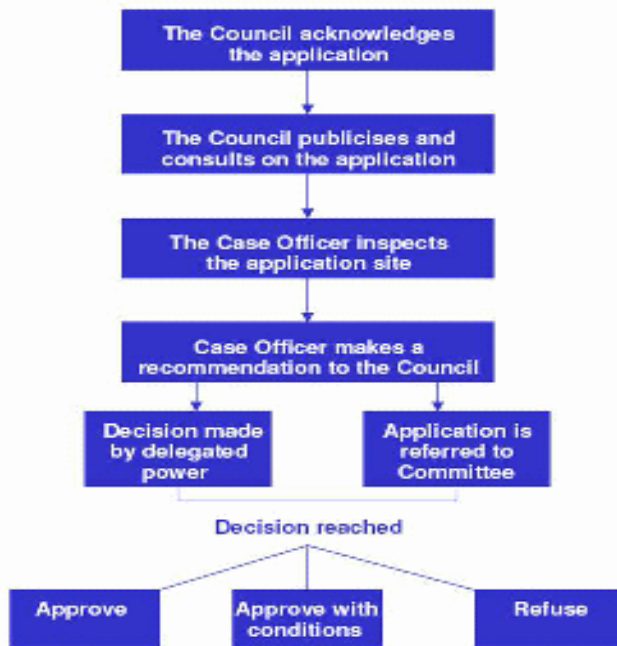 The Council acknowledges
the application
The Council publicises and
consults on the application
The Case Officer inspects
the application site
Case Officer makes a
recommendation to the Council
Decision made
by delegated
power
Application is
referred to
Committee
Decision reached
Approve
Approve with
conditions
Refuse